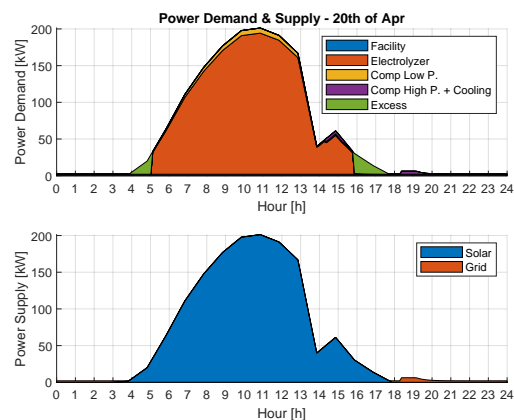 Power Demand & Supply - 20th of Apr
Power Demand [kW]
200
150
100
50
0
Facility
Electrolyzer
Comp Low P.
Comp High P. + Cooling
Excess
0 1 2 3 4 5 6 7 8 9 10 11 12 13 14 15 16 17 18 19 20 21 22 23 24
Hour [h]
Power Supply [kW]
200
150
100
50
0
Solar
Grid
0 1 2 3 4 5 6 7 8 9 10 11 12 13 14 15 16 17 18 19 20 21 22 23 24
Hour [h]